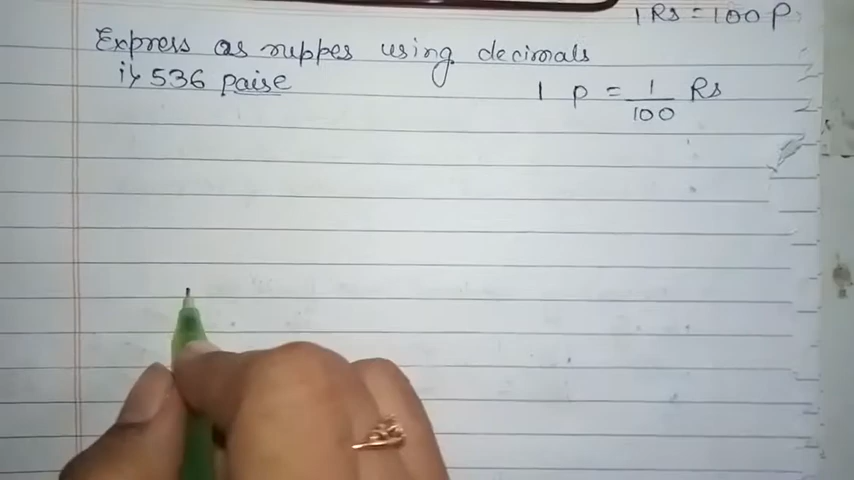 1 Rs = 100 P
Express as ruppes using decimals
i) 536 paise
1 p = 1/100 Rs